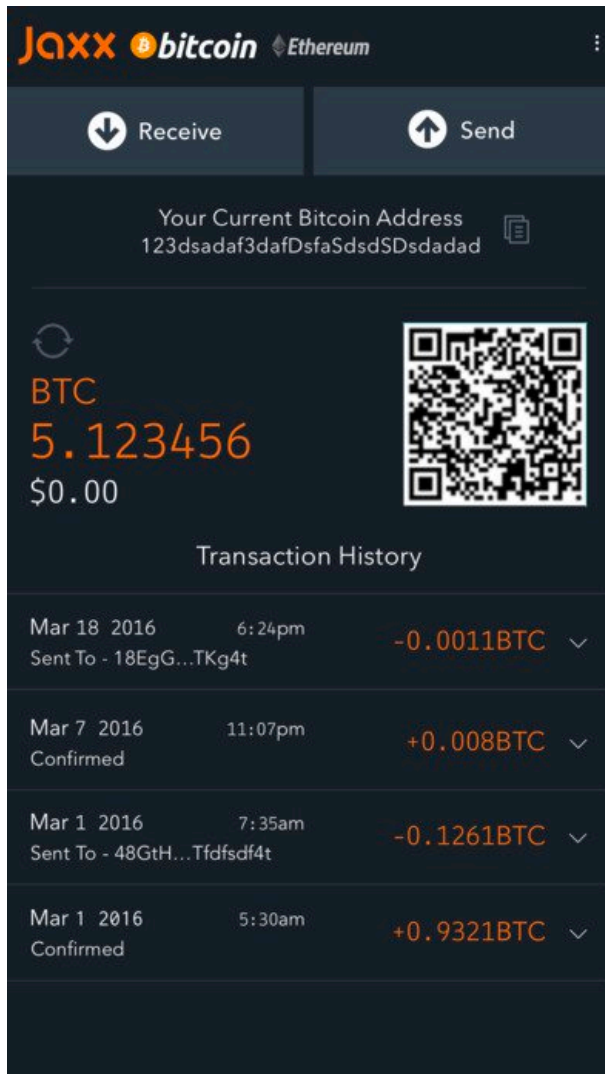 Jaxx bitcoin Ethereum
Receive
Send
Your Current Bitcoin Address
123dsadaf3dafDsfaSdsdSDsdadad
BTC
5.123456
$0.00
Transaction History
Mar 18 2016 6:24pm -0.0011BTC
Sent To - 18EgG...TKg4t
Mar 7 2016 11:07pm +0.008BTC
Confirmed
Mar 1 2016 7:35am -0.1261BTC
Sent To - 48GtH...Tfdfsdf4t
Mar 1 2016 5:30am +0.9321BTC
Confirmed